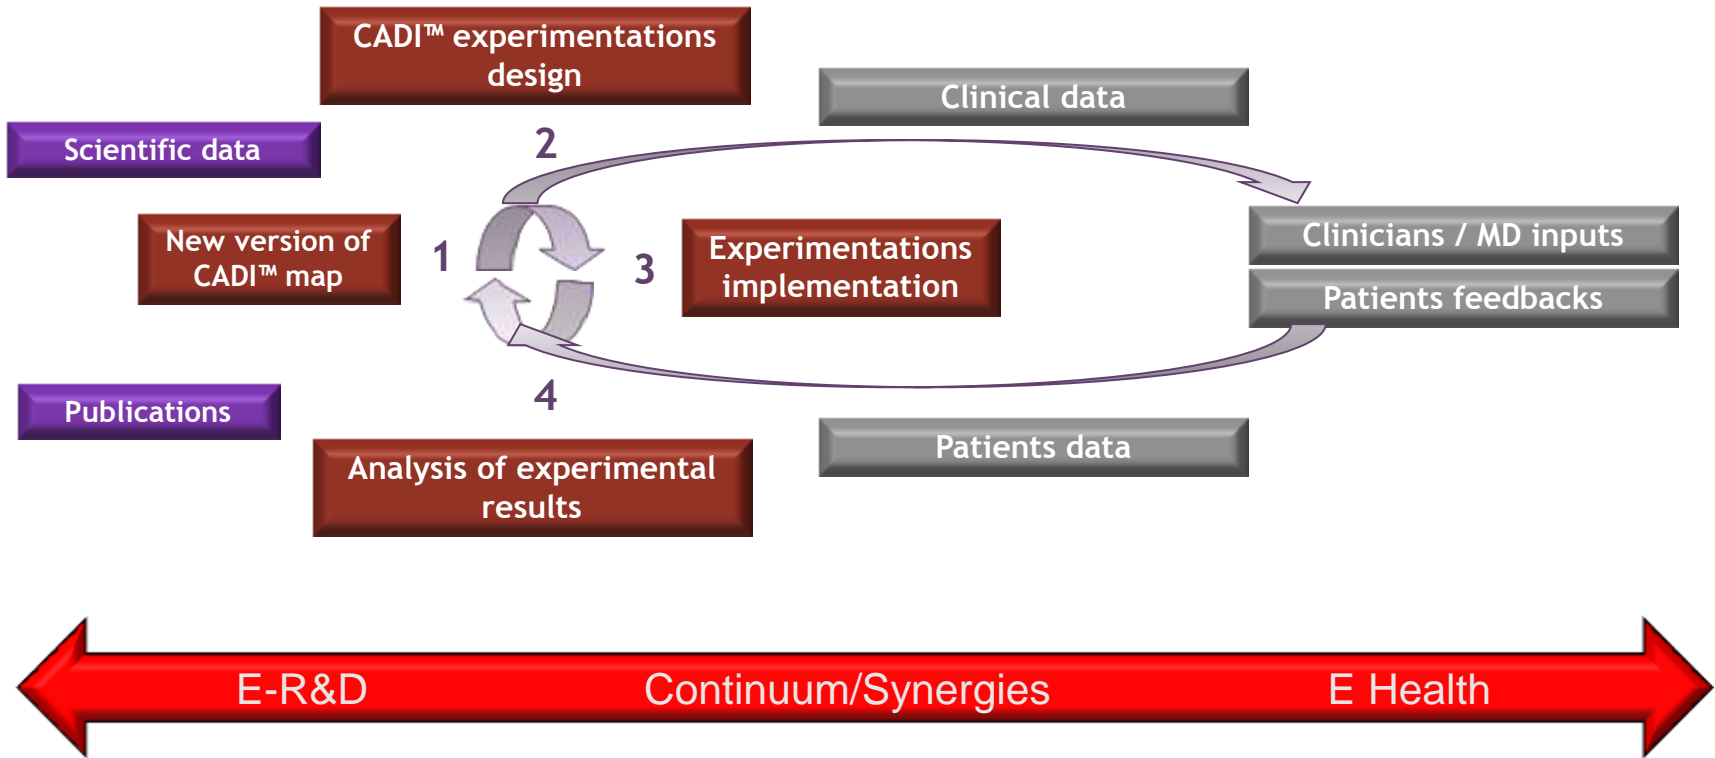 CADI™ experimentations
design
Clinical data
Scientific data
2
New version of
CADI™ map
1
3
Experimentations
implementation
Clinicians / MD inputs
Patients feedbacks
4
Publications
Patients data
Analysis of experimental
results
E-R&D
Continuum/Synergies
E Health